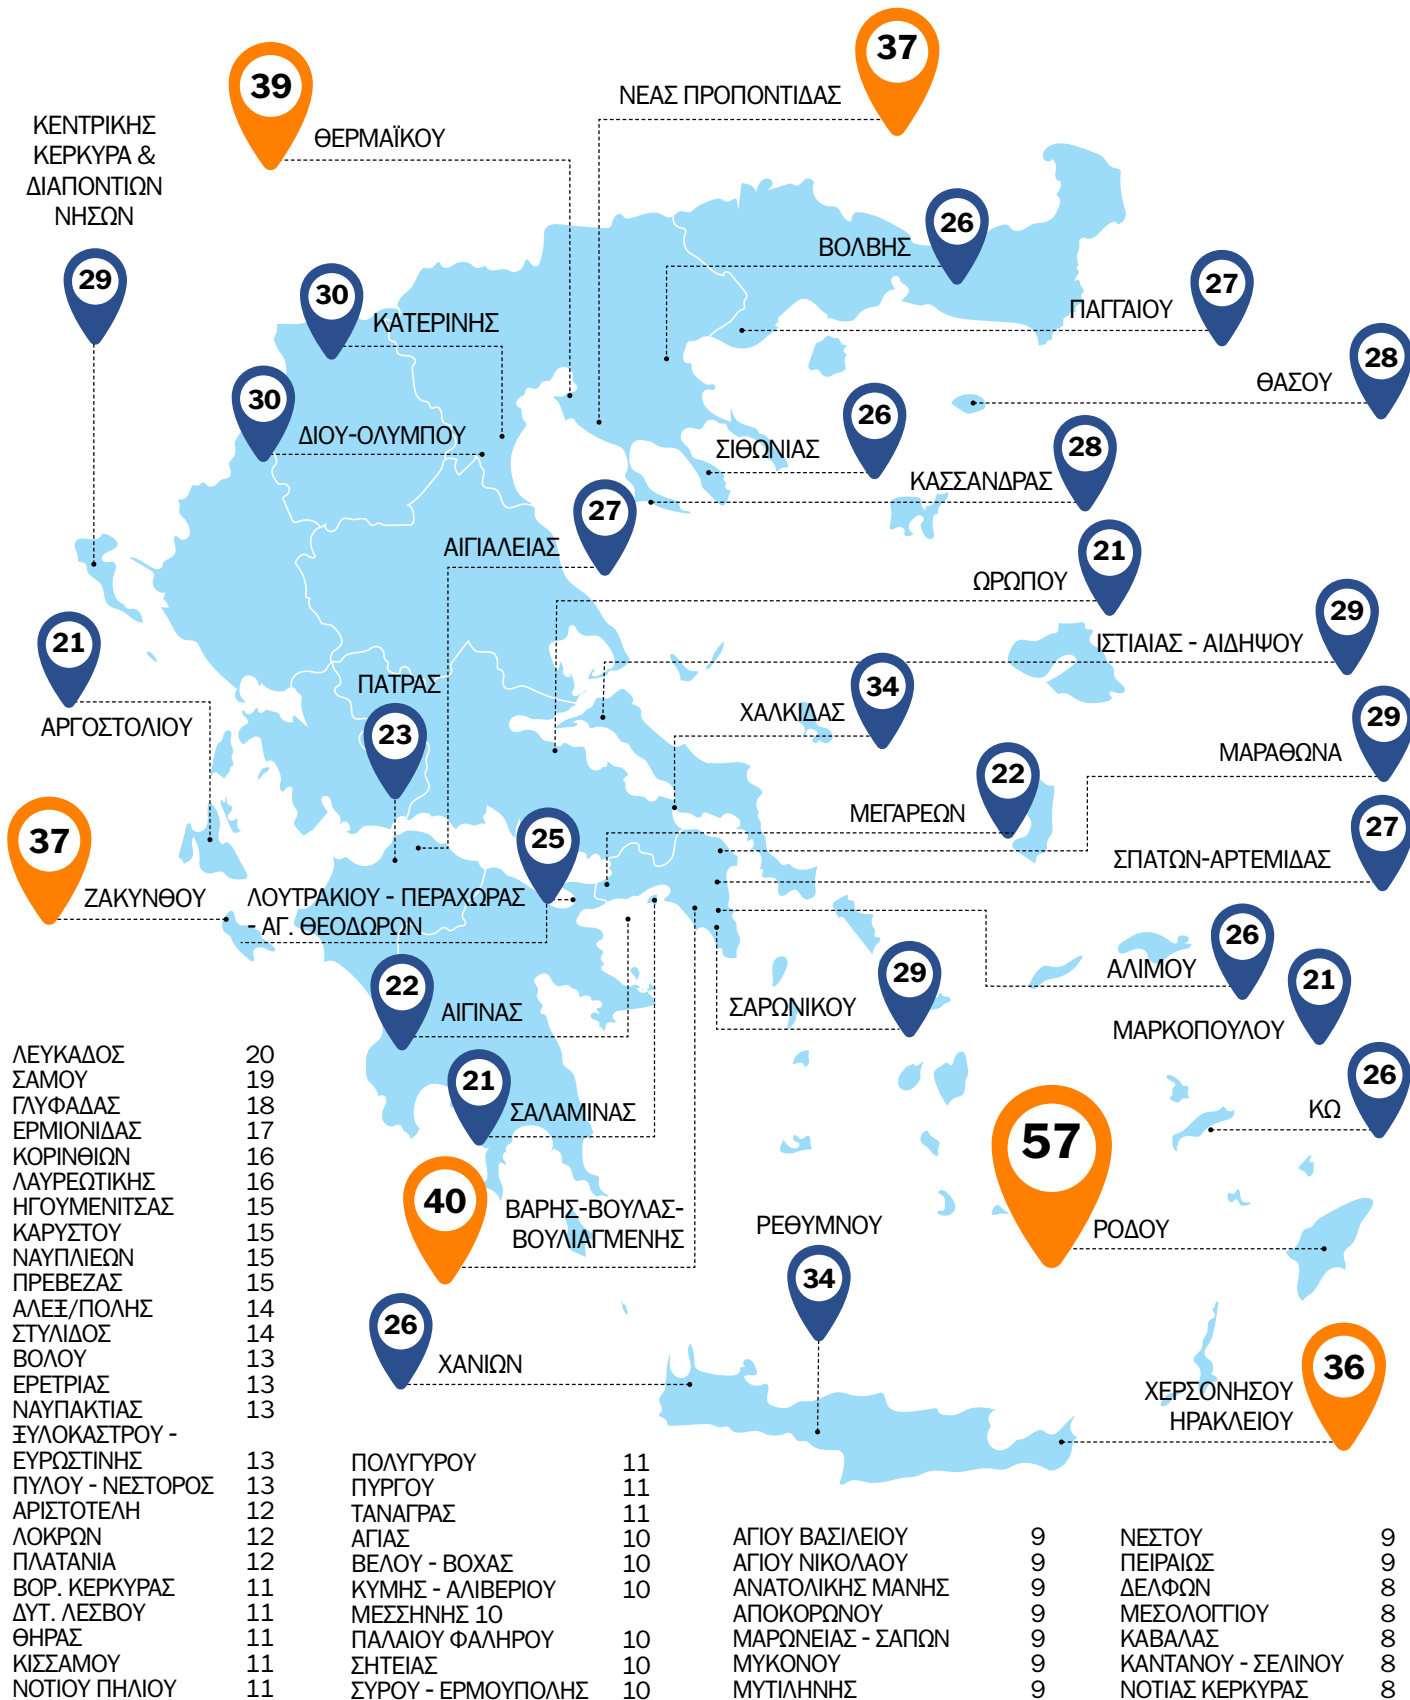 37
39
ΝΕΑΣ ΠΡΟΠΟΝΤΙΔΑΣ
ΘΕΡΜΑΪΚΟΥ
ΚΕΝΤΡΙΚΗΣ
ΚΕΡΚΥΡΑ &
ΔΙΑΠΟΝΤΙΩΝ
ΝΗΣΩΝ
29
26
ΒΟΛΒΗΣ
27
ΠΑΓΓΑΙΟΥ
30
ΚΑΤΕΡΙΝΗΣ
28
ΘΑΣΟΥ
30
ΔΙΟΥ-ΟΛΥΜΠΟΥ
26
ΣΙΘΩΝΙΑΣ
28
ΚΑΣΣΑΝΔΡΑΣ
27
ΑΙΓΙΑΛΕΙΑΣ
21
ΩΡΩΠΟΥ
29
ΙΣΤΙΑΙΑΣ - ΑΙΔΗΨΟΥ
21
ΑΡΓΟΣΤΟΛΙΟΥ
ΠΑΤΡΑΣ
23
34
ΧΑΛΚΙΔΑΣ
29
ΜΑΡΑΘΩΝΑ
22
ΜΕΓΑΡΕΩΝ
27
ΣΠΑΤΩΝ-ΑΡΤΕΜΙΔΑΣ
37
ΖΑΚΥΝΘΟΥ
25
ΛΟΥΤΡΑΚΙΟΥ - ΠΕΡΑΧΩΡΑΣ
- ΑΓ. ΘΕΟΔΩΡΩΝ
26
ΑΛΙΜΟΥ
21
ΜΑΡΚΟΠΟΥΛΟΥ
29
ΣΑΡΩΝΙΚΟΥ
22
ΑΙΓΙΝΑΣ
21
ΣΑΛΑΜΙΝΑΣ
26
ΚΩ
57
ΡΟΔΟΥ
40
ΒΑΡΗΣ-ΒΟΥΛΑΣ-
ΒΟΥΛΙΑΓΜΕΝΗΣ
ΡΕΘΥΜΝΟΥ
34
26
ΧΑΝΙΩΝ
36
ΧΕΡΣΟΝΗΣΟΥ
ΗΡΑΚΛΕΙΟΥ
ΛΕΥΚΑΔΟΣ 20
ΣΑΜΟΥ 19
ΓΛΥΦΑΔΑΣ 18
ΕΡΜΙΟΝΙΔΑΣ 17
ΚΟΡΙΝΘΙΩΝ 16
ΛΑΥΡΕΩΤΙΚΗΣ 16
ΗΓΟΥΜΕΝΙΤΣΑΣ 15
ΚΑΡΥΣΤΟΥ 15
ΝΑΥΠΛΙΕΩΝ 15
ΠΡΕΒΕΖΑΣ 15
ΑΛΕΞ/ΠΟΛΗΣ 14
ΣΤΥΛΙΔΟΣ 14
ΒΟΛΟΥ 13
ΕΡΕΤΡΙΑΣ 13
ΝΑΥΠΑΚΤΙΑΣ 13
ΞΥΛΟΚΑΣΤΡΟΥ -
ΕΥΡΩΣΤΙΝΗΣ 13
ΠΥΛΟΥ - ΝΕΣΤΟΡΟΣ 13
ΑΡΙΣΤΟΤΕΛΗ 12
ΛΟΚΡΩΝ 12
ΠΛΑΤΑΝΙΑ 12
ΒΟΡ. ΚΕΡΚΥΡΑΣ 11
ΔΥΤ. ΛΕΣΒΟΥ 11
ΘΗΡΑΣ 11
ΚΙΣΣΑΜΟΥ 11
ΝΟΤΙΟΥ ΠΗΛΙΟΥ 11
ΠΟΛΥΓΥΡΟΥ 11
ΠΥΡΓΟΥ 11
ΤΑΝΑΓΡΑΣ 11
ΑΓΙΑΣ 10
ΒΕΛΟΥ - ΒΟΧΑΣ 10
ΚΥΜΗΣ - ΑΛΙΒΕΡΙΟΥ 10
ΜΕΣΣΗΝΗΣ 10
ΠΑΛΑΙΟΥ ΦΑΛΗΡΟΥ 10
ΣΗΤΕΙΑΣ 10
ΣΥΡΟΥ - ΕΡΜΟΥΠΟΛΗΣ 10
ΑΓΙΟΥ ΒΑΣΙΛΕΙΟΥ 9
ΑΓΙΟΥ ΝΙΚΟΛΑΟΥ 9
ΑΝΑΤΟΛΙΚΗΣ ΜΑΝΗΣ 9
ΑΠΟΚΟΡΩΝΟΥ 9
ΜΑΡΩΝΕΙΑΣ - ΣΑΠΩΝ 9
ΜΥΚΟΝΟΥ 9
ΜΥΤΙΛΗΝΗΣ 9
ΝΕΣΤΟΥ 9
ΠΕΙΡΑΙΩΣ 9
ΔΕΛΦΩΝ 8
ΜΕΣΟΛΟΓΓΙΟΥ 8
ΚΑΒΑΛΑΣ 8
ΚΑΝΤΑΝΟΥ - ΣΕΛΙΝΟΥ 8
ΝΟΤΙΑΣ ΚΕΡΚΥΡΑΣ 8